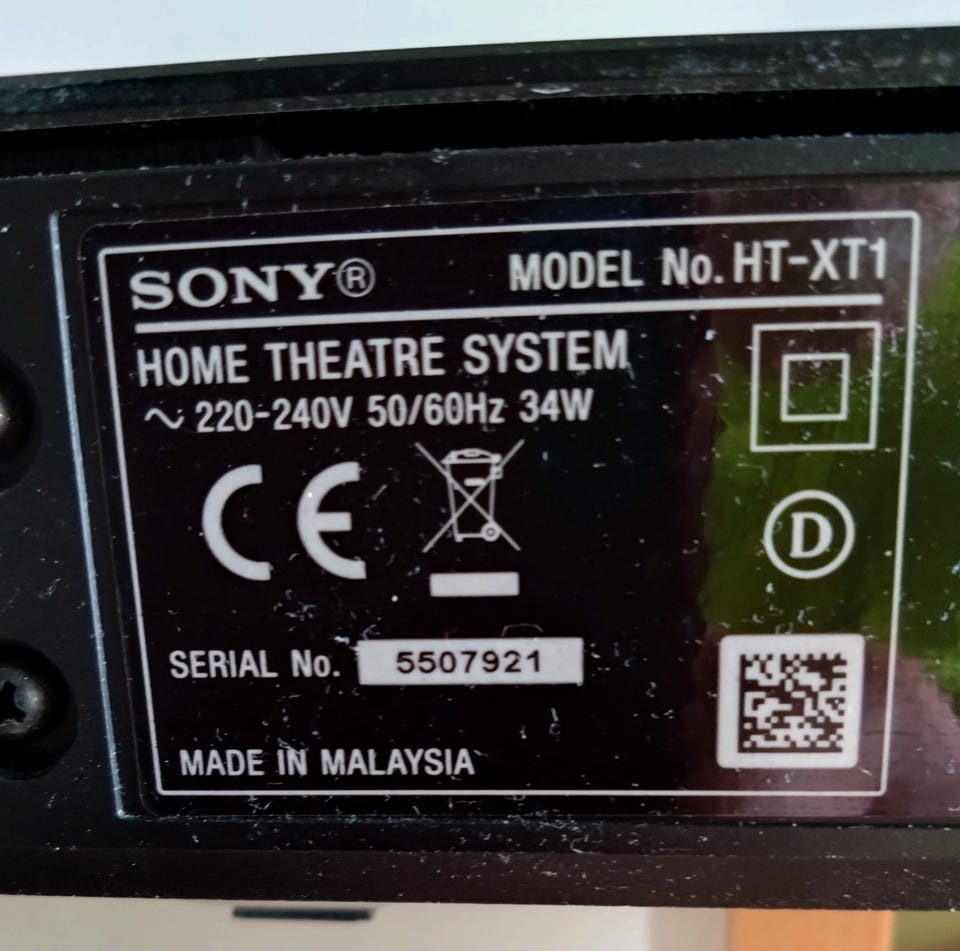 SONY®
MODEL No. HT-XT1
HOME THEATRE SYSTEM
~ 220-240V 50/60Hz 34W
CE
D
SERIAL No. 5507921
MADE IN MALAYSIA